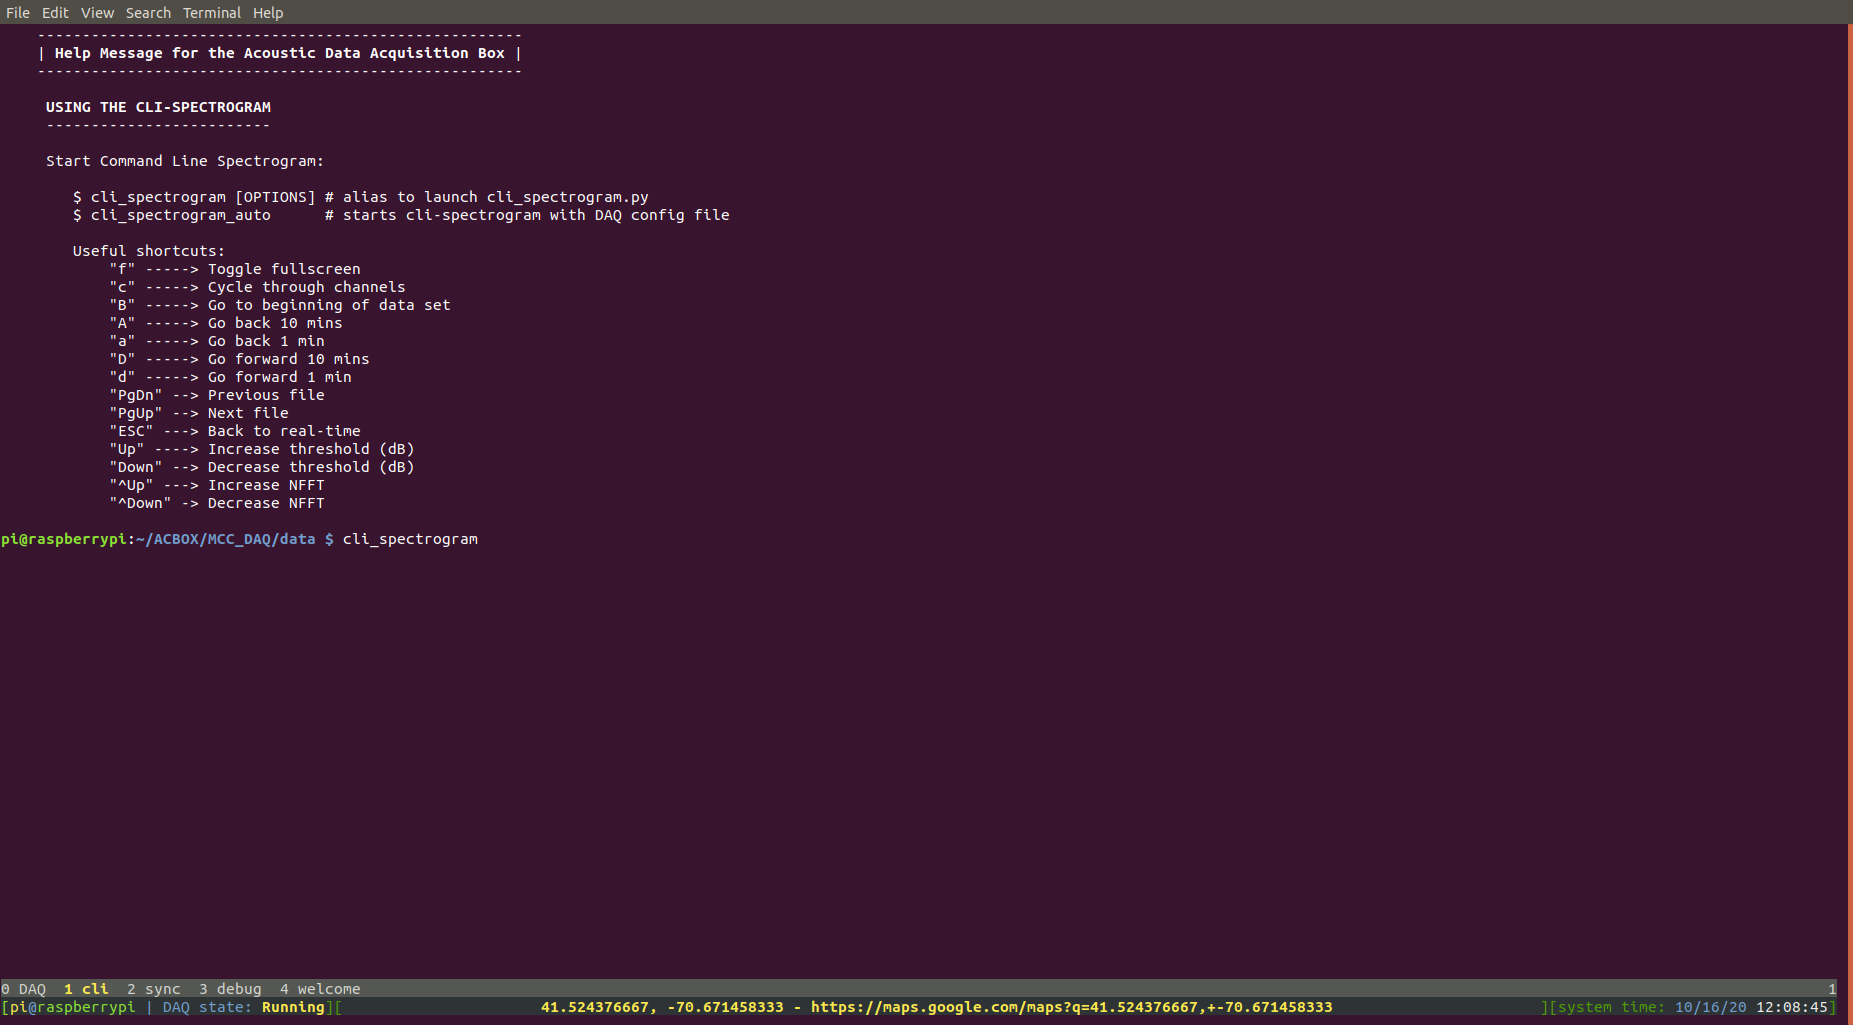 File Edit View Search Terminal Help
------------------------------------------------------
| Help Message for the Acoustic Data Acquisition Box |
------------------------------------------------------
USING THE CLI-SPECTROGRAM
-------------------------
Start Command Line Spectrogram:
$ cli_spectrogram [OPTIONS] # alias to launch cli_spectrogram.py
$ cli_spectrogram_auto      # starts cli-spectrogram with DAQ config file
Useful shortcuts:
"f" -----> Toggle fullscreen
"c" -----> Cycle through channels
"B" -----> Go to beginning of data set
"A" -----> Go back 10 mins
"a" -----> Go back 1 min
"D" -----> Go forward 10 mins
"d" -----> Go forward 1 min
"PgDn" --> Previous file
"PgUp" --> Next file
"ESC" ---> Back to real-time
"Up" ----> Increase threshold (dB)
"Down" --> Decrease threshold (dB)
"^Up" ---> Increase NFFT
"^Down" -> Decrease NFFT
pi@raspberrypi:~/ACBOX/MCC_DAQ/data $ cli_spectrogram
0 DAQ  1 cli  2 sync  3 debug  4 welcome  1
[pi@raspberrypi | DAQ state: Running][ 41.524376667, -70.671458333 - https://maps.google.com/maps?q=41.524376667,+-70.671458333 ][system time: 10/16/20 12:08:45]